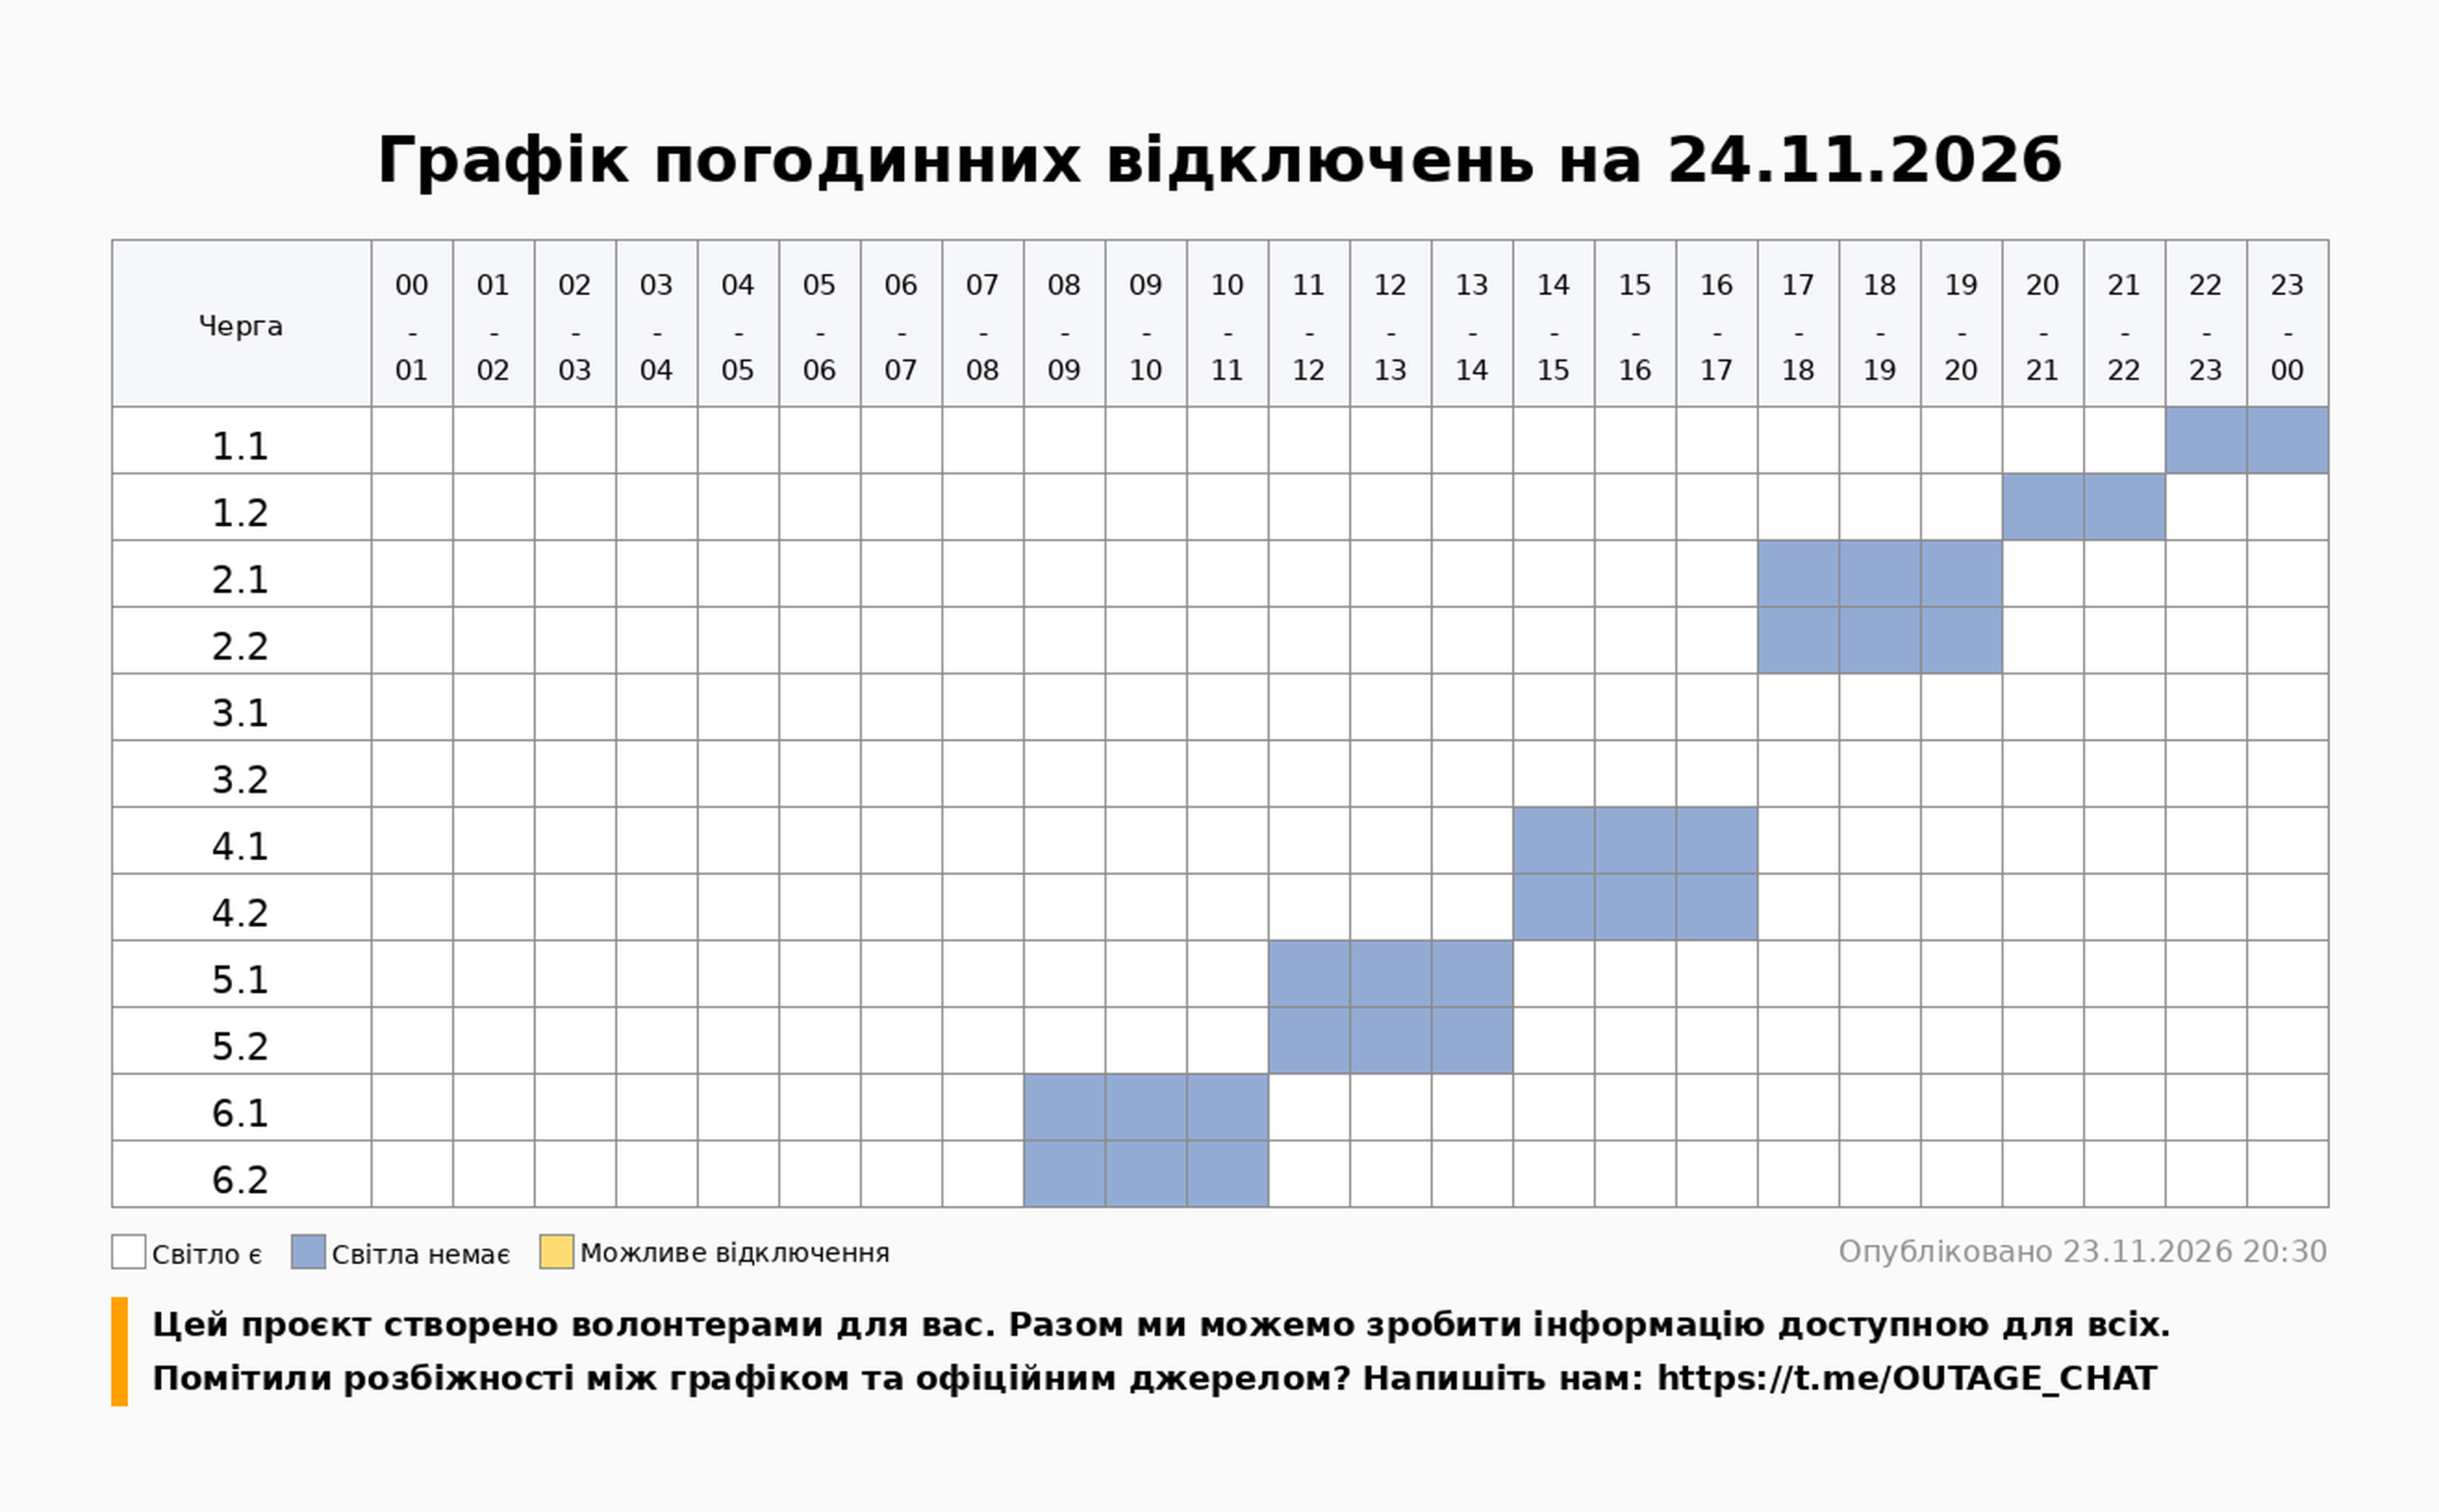 Графік погодинних відключень на 24.11.2026
Черга
00 - 01
01 - 02
02 - 03
03 - 04
04 - 05
05 - 06
06 - 07
07 - 08
08 - 09
09 - 10
10 - 11
11 - 12
12 - 13
13 - 14
14 - 15
15 - 16
16 - 17
17 - 18
18 - 19
19 - 20
20 - 21
21 - 22
22 - 23
23 - 00
1.1
1.2
2.1
2.2
3.1
3.2
4.1
4.2
5.1
5.2
6.1
6.2
Світло є
Світла немає
Можливе відключення
Опубліковано 23.11.2026 20:30
Цей проєкт створено волонтерами для вас. Разом ми можемо зробити інформацію доступною для всіх.
Помітили розбіжності між графіком та офіційним джерелом? Напишіть нам: https://t.me/OUTAGE_CHAT